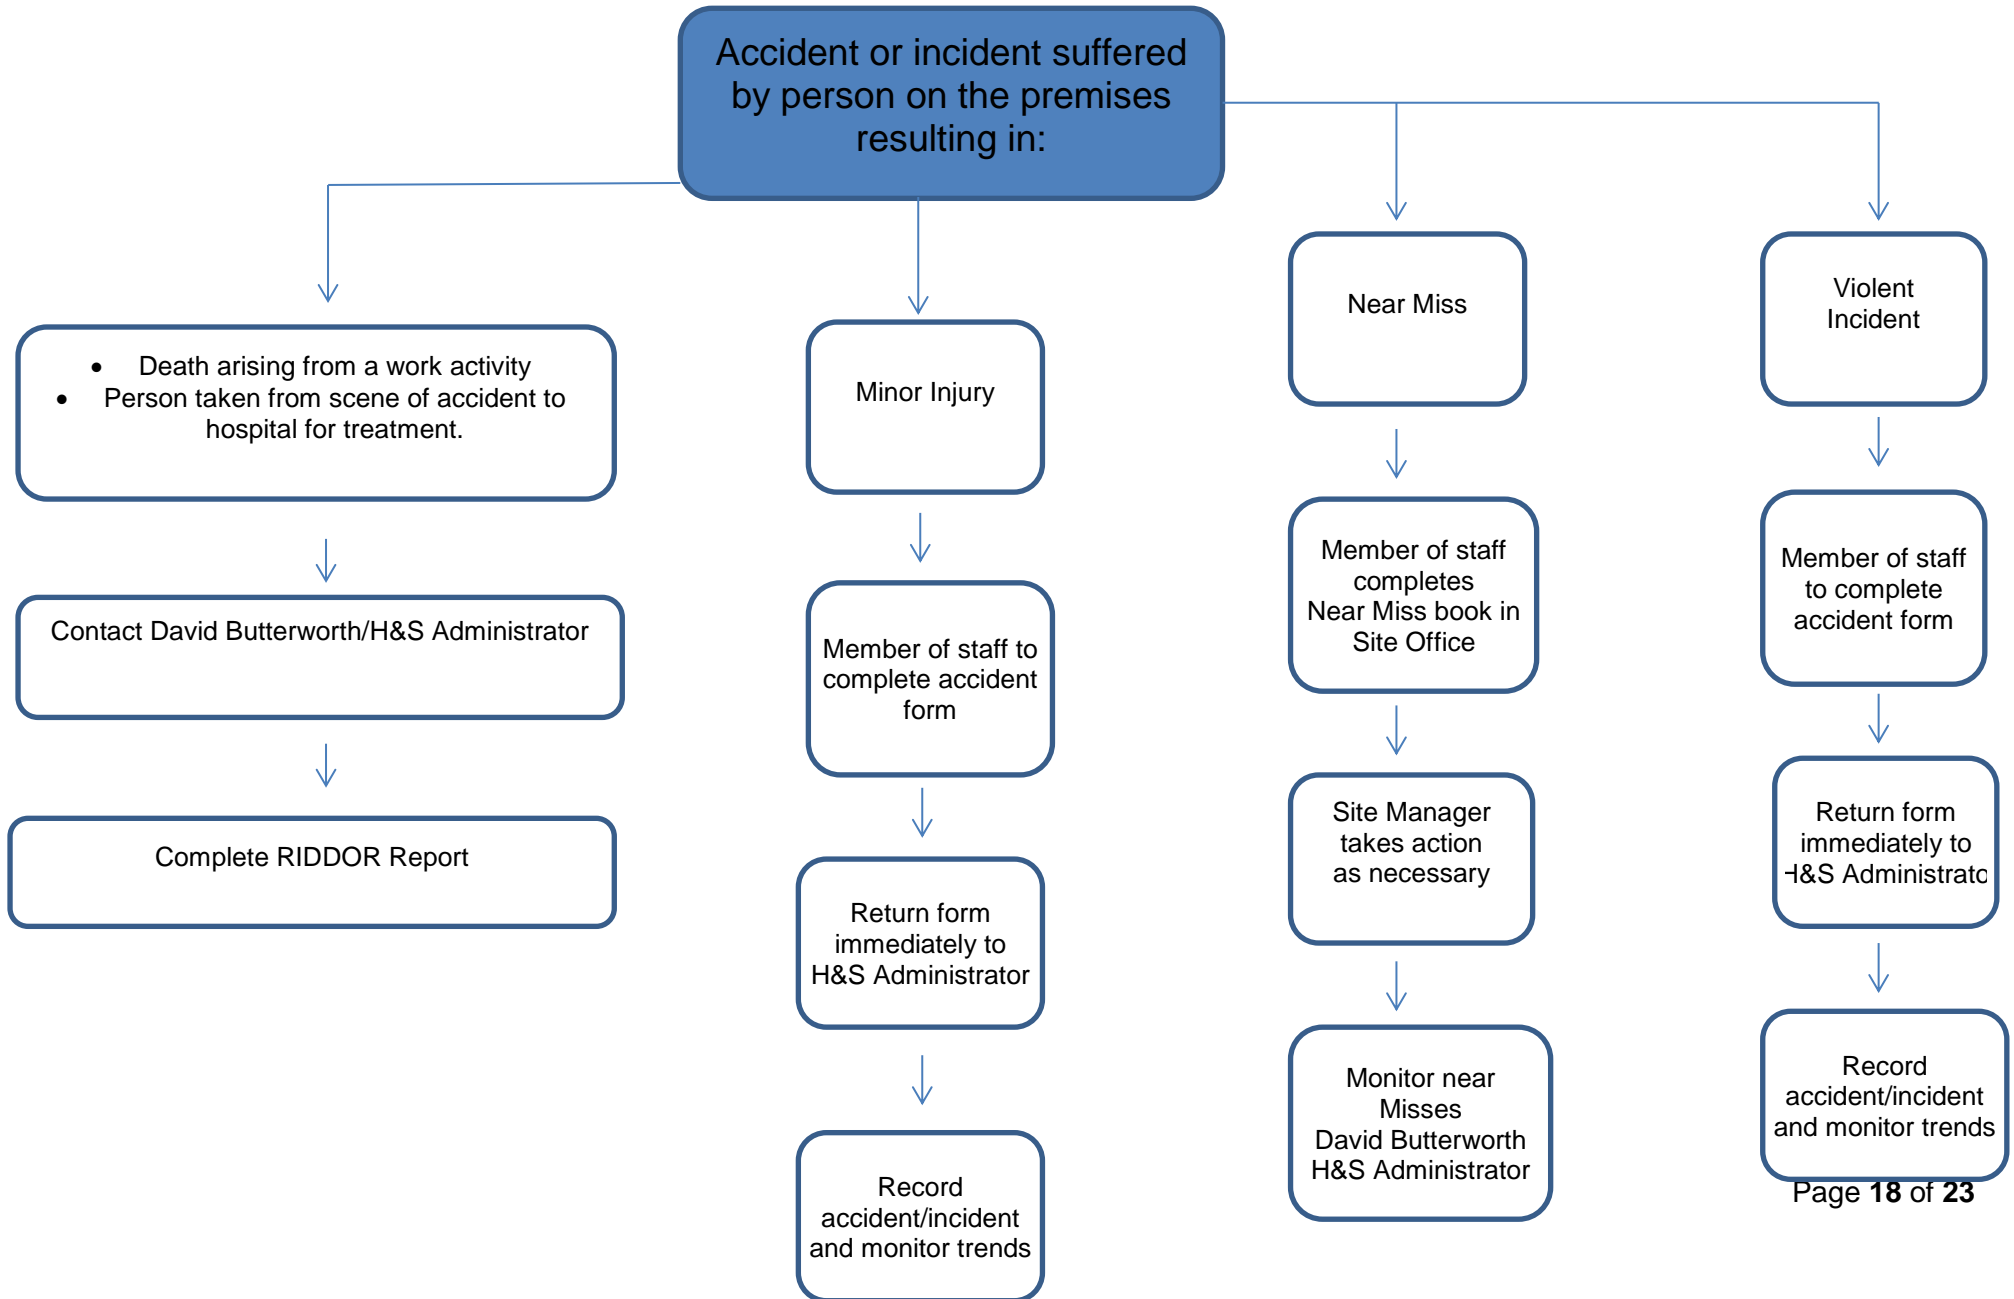 Accident or incident suffered
by person on the premises
resulting in:
• Death arising from a work activity
• Person taken from scene of accident to
hospital for treatment.
Contact David Butterworth/H&S Administrator
Complete RIDDOR Report
Minor Injury
Member of staff to
complete accident
form
Return form
immediately to
H&S Administrator
Record
accident/incident
and monitor trends
Near Miss
Member of staff
completes
Near Miss book in
Site Office
Site Manager
takes action
as necessary
Monitor near
Misses
David Butterworth
H&S Administrator
Violent
Incident
Member of staff
to complete
accident form
Return form
immediately to
H&S Administrato
Record
accident/incident
and monitor trends
Page 18 of 23